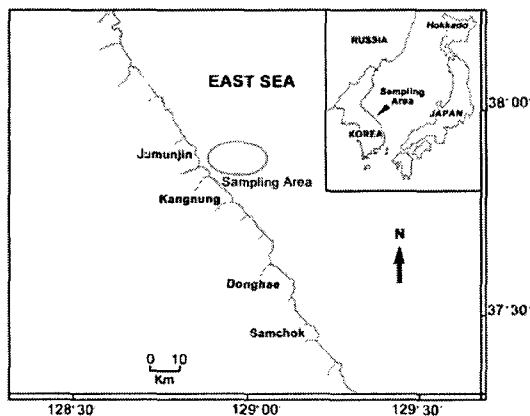 Hokkado
RUSSIA
EAST SEA
Sampling
Area
38°00'
JAPAN
KOREA
Jumunjin
Sampling Area
Kangnung
N
Donghae
37°30'
Samchok
0 10
Km
128°30'
129°00'
129°30'